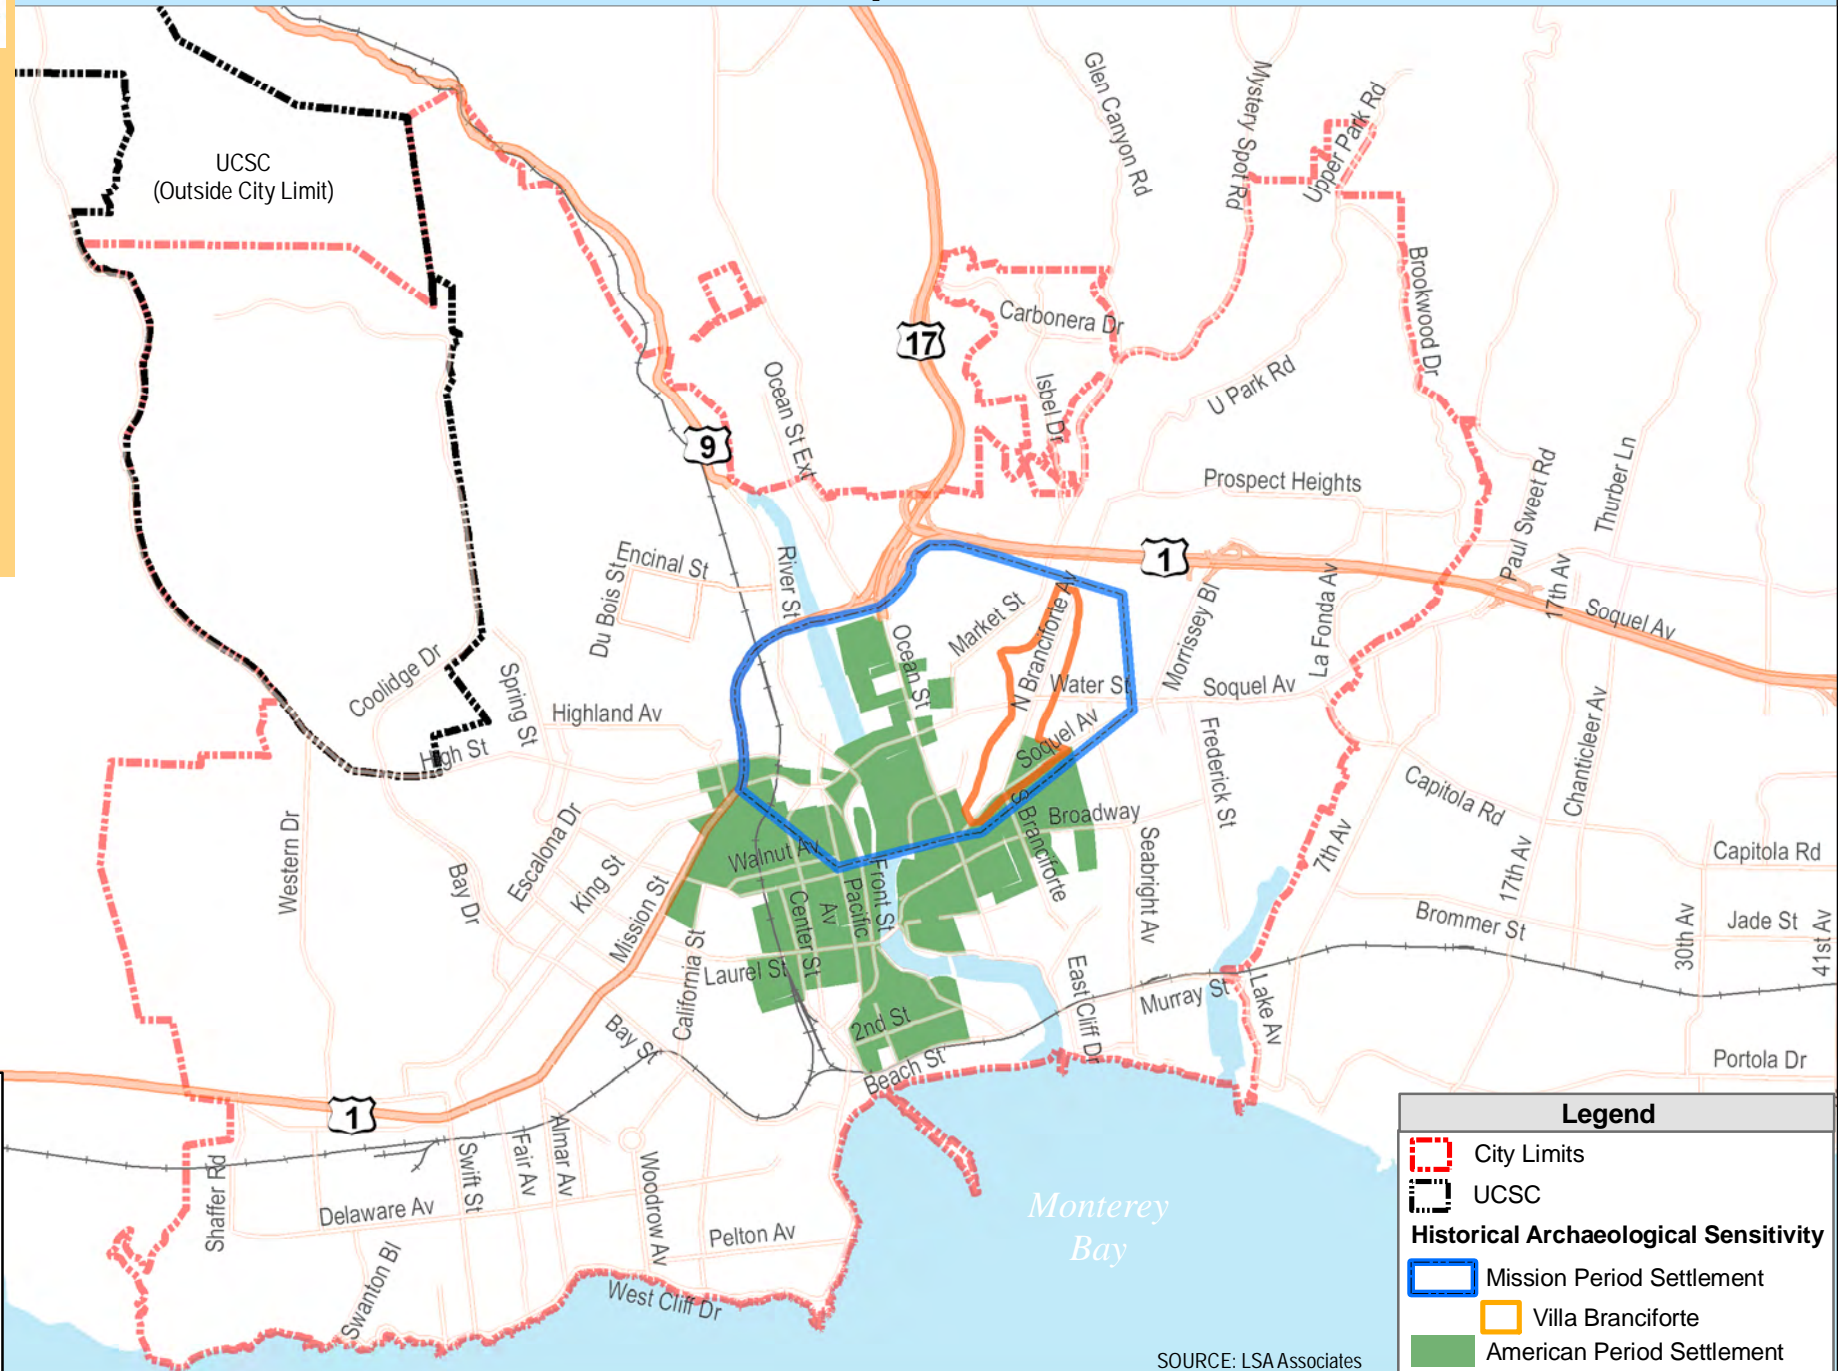 UCSC
(Outside City Limit)
Glen Canyon Rd
Mystery Spot Rd
Upper Park Rd
Brookwood Dr
Carbonera Dr
17
Isbel Dr
U Park Rd
Ocean St Ext
9
Prospect Heights
Paul Sweet Rd
Thurber Ln
1
17th Av
Soquel Av
Encinal St
Du Bois St
River St
Market St
N Branciforte Av
Morrissey Bl
La Fonda Av
Ocean St
Water St
Soquel Av
Soquel Av
Coolidge Dr
Spring St
Highland Av
High St
Frederick St
Chanticleer Av
Capitola Rd
S Branciforte
Broadway
Western Dr
Escalona Dr
King St
Bay Dr
Mission St
Walnut Av
Center St
Pacific
Av
Front St
Seabright Av
7th Av
17th Av
Capitola Rd
Brommer St
30th Av
Jade St
41st Av
Laurel St
California St
East Cliff Dr
Murray St
Lake Av
2nd St
Bay St
Beach St
Portola Dr
1
Shaffer Rd
Delaware Av
Swift St
Fair Av
Almar Av
Woodrow Av
Pelton Av
Swanton Bl
West Cliff Dr
Monterey
Bay
SOURCE: LSA Associates
Legend
City Limits
UCSC
Historical Archaeological Sensitivity
Mission Period Settlement
Villa Branciforte
American Period Settlement